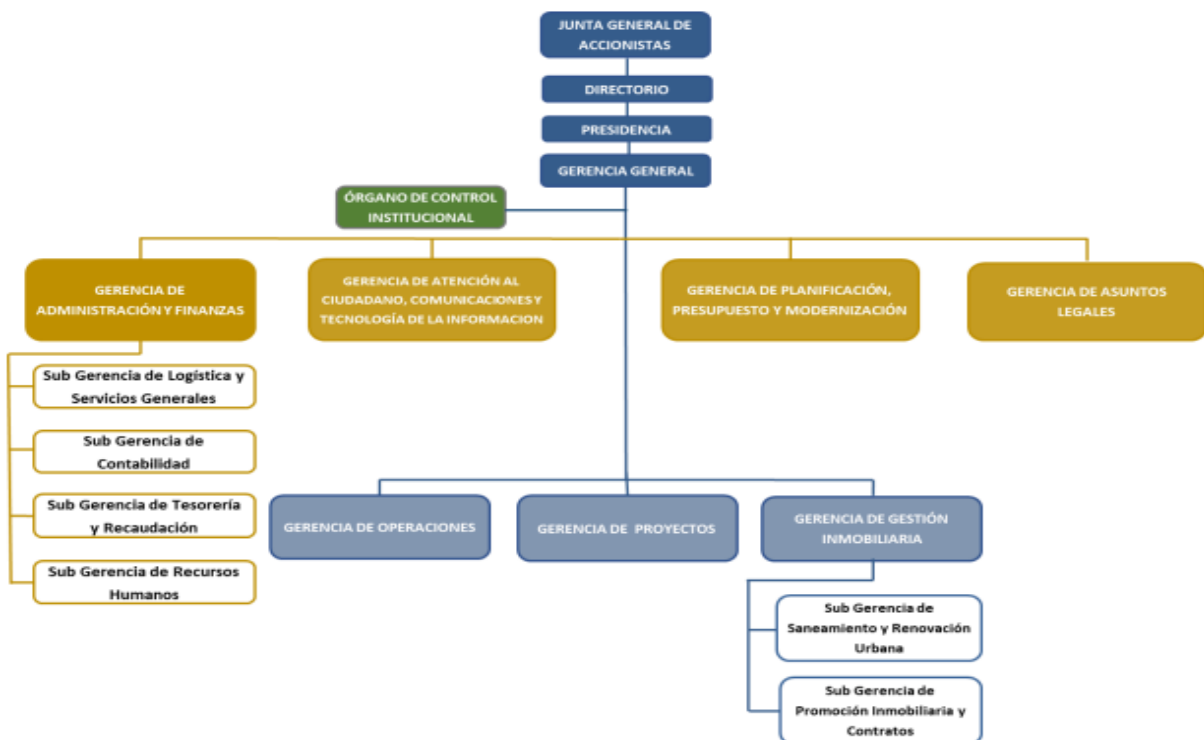 JUNTA GENERAL DE
ACCIONISTAS
DIRECTORIO
PRESIDENCIA
GERENCIA GENERAL
ÓRGANO DE CONTROL
INSTITUCIONAL
GERENCIA DE
ADMINISTRACIÓN Y FINANZAS
GERENCIA DE ATENCIÓN AL
CIUDADANO, COMUNICACIONES Y
TECNOLOGÍA DE LA INFORMACION
GERENCIA DE PLANIFICACIÓN,
PRESUPUESTO Y MODERNIZACIÓN
GERENCIA DE ASUNTOS
LEGALES
Sub Gerencia de Logística y
Servicios Generales
Sub Gerencia de
Contabilidad
Sub Gerencia de Tesorería
y Recaudación
Sub Gerencia de Recursos
Humanos
GERENCIA DE OPERACIONES
GERENCIA DE PROYECTOS
GERENCIA DE GESTIÓN
INMOBILIARIA
Sub Gerencia de
Saneamiento y Renovación
Urbana
Sub Gerencia de
Promoción Inmobiliaria y
Contratos